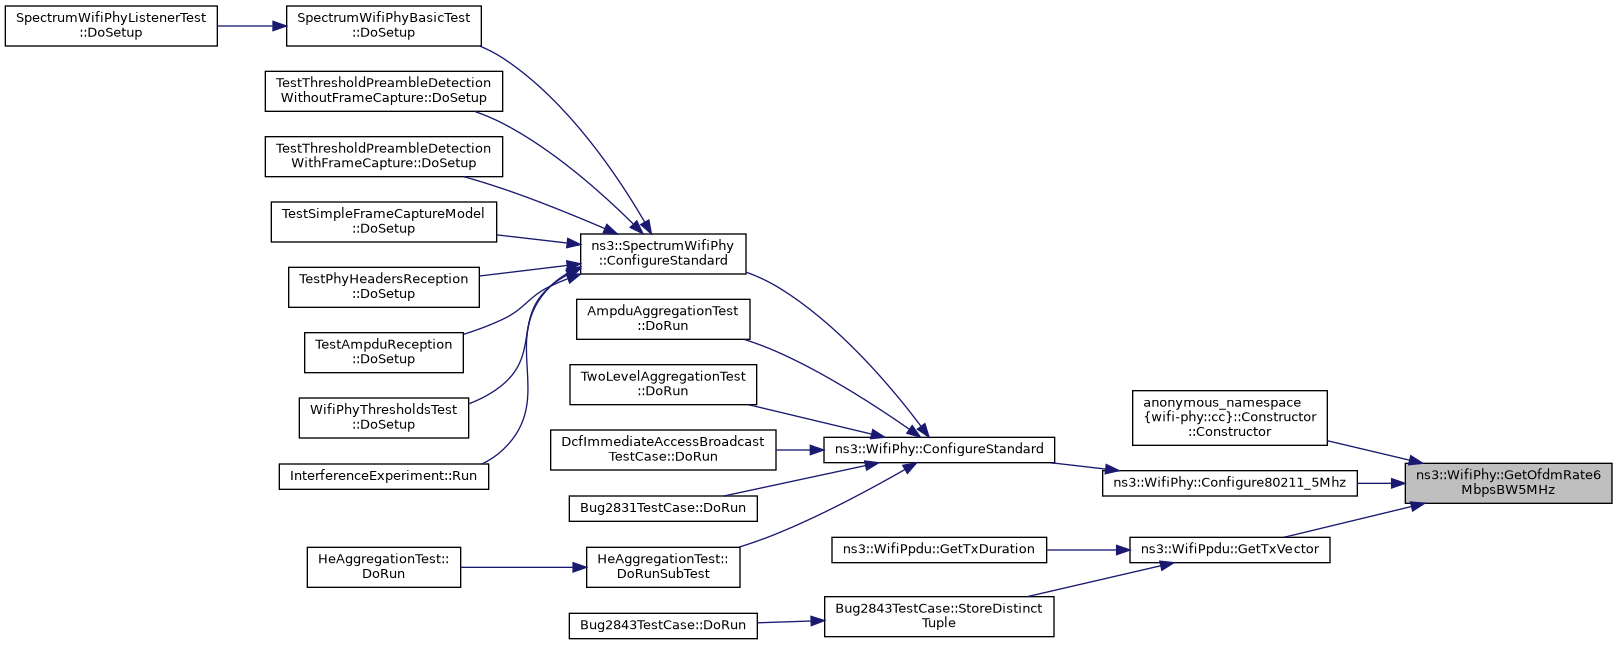 SpectrumWifiPhyListenerTest
::DoSetup
SpectrumWifiPhyBasicTest
::DoSetup
TestThresholdPreambleDetection
WithoutFrameCapture::DoSetup
TestThresholdPreambleDetection
WithFrameCapture::DoSetup
TestSimpleFrameCaptureModel
::DoSetup
ns3::SpectrumWifiPhy
::ConfigureStandard
TestPhyHeadersReception
::DoSetup
AmpduAggregationTest
::DoRun
TestAmpduReception
::DoSetup
TwoLevelAggregationTest
::DoRun
WifiPhyThresholdsTest
::DoSetup
anonymous_namespace
{wifi-phy::cc}::Constructor
::Constructor
DcfImmediateAccessBroadcast
TestCase::DoRun
ns3::WifiPhy::ConfigureStandard
InterferenceExperiment::Run
ns3::WifiPhy::Configure80211_5Mhz
ns3::WifiPhy::GetOfdmRate6
MbpsBW5MHz
Bug2831TestCase::DoRun
ns3::WifiPpdu::GetTxDuration
ns3::WifiPpdu::GetTxVector
HeAggregationTest::
DoRun
HeAggregationTest::
DoRunSubTest
Bug2843TestCase::StoreDistinct
Tuple
Bug2843TestCase::DoRun